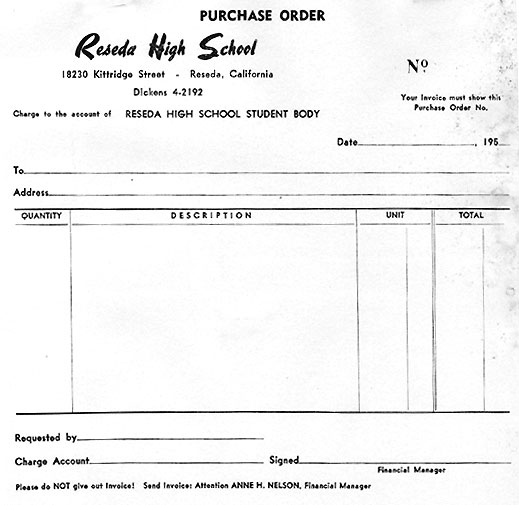 PURCHASE ORDER
Reseda High School
18230 Kittridge Street - Reseda, California
Dickens 4-2192
No
Your Invoice must show this
Purchase Order No.
Charge to the account of RESEDA HIGH SCHOOL STUDENT BODY
Date , 195
To
Address
QUANTITY DESCRIPTION UNIT TOTAL
Requested by
Charge Account Signed
Financial Manager
Please do NOT give out Invoice! Send Invoice: Attention ANNE H. NELSON, Financial Manager